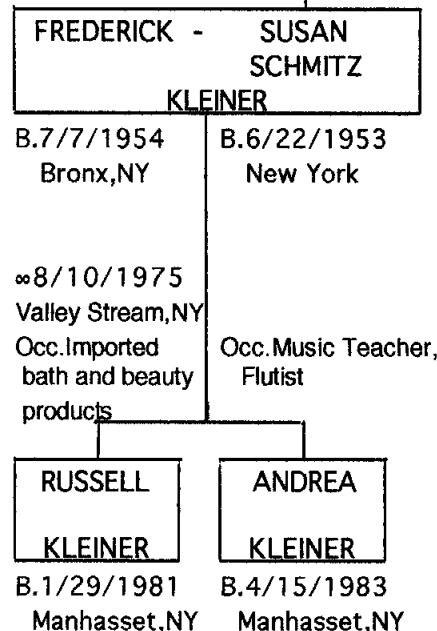 FREDERICK - SUSAN
SCHMITZ
KLEINER
B.7/7/1954 B.6/22/1953
Bronx,NY New York
∞8/10/1975
Valley Stream,NY
Occ.Imported Occ.Music Teacher,
bath and beauty Flutist
products
RUSSELL ANDREA
KLEINER KLEINER
B.1/29/1981 B.4/15/1983
Manhasset,NY Manhasset,NY